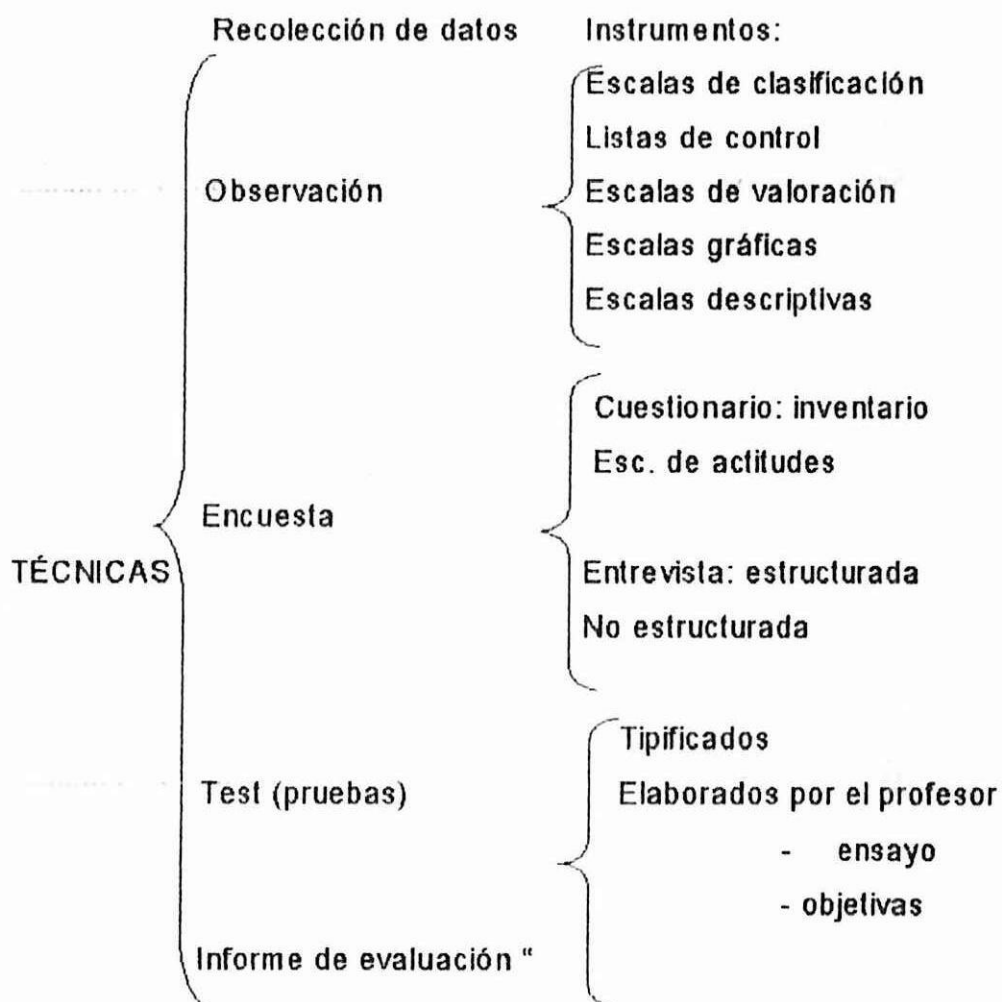 Recolección de datos Instrumentos:
Escalas de clasificación
Listas de control
Observación Escalas de valoración
Escalas gráficas
Escalas descriptivas
Cuestionario: inventario
Esc. de actitudes
Encuesta
TÉCNICAS Entrevista: estructurada
No estructurada
Tipificados
Test (pruebas) Elaborados por el profesor
- ensayo
- objetivas
Informe de evaluación “